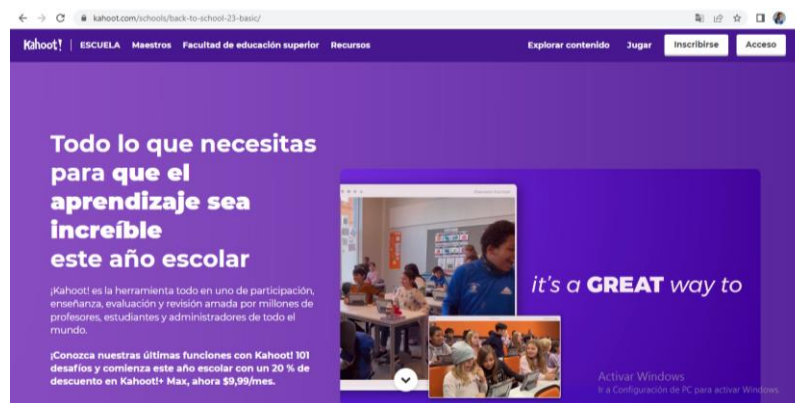 kahoot.com/schools/back-to-school-23-basic/
Kahoot! ESCUELA Maestros Facultad de educación superior Recursos Explorar contenido Jugar Inscribirse Acceso
Todo lo que necesitas
para que el
aprendizaje sea
increíble
este año escolar
¡Kahoot! es la herramienta todo en uno de participación,
enseñanza, evaluación y revisión amada por millones de
profesores, estudiantes y administradores de todo el
mundo.
¡Conozca nuestras últimas funciones con Kahoot! 101
desafíos y comienza este año escolar con un 20 % de
descuento en Kahoot!+ Max, ahora $9,99/mes.
it's a GREAT way to
Activar Windows
Ir a Configuración de PC para activar Windows.